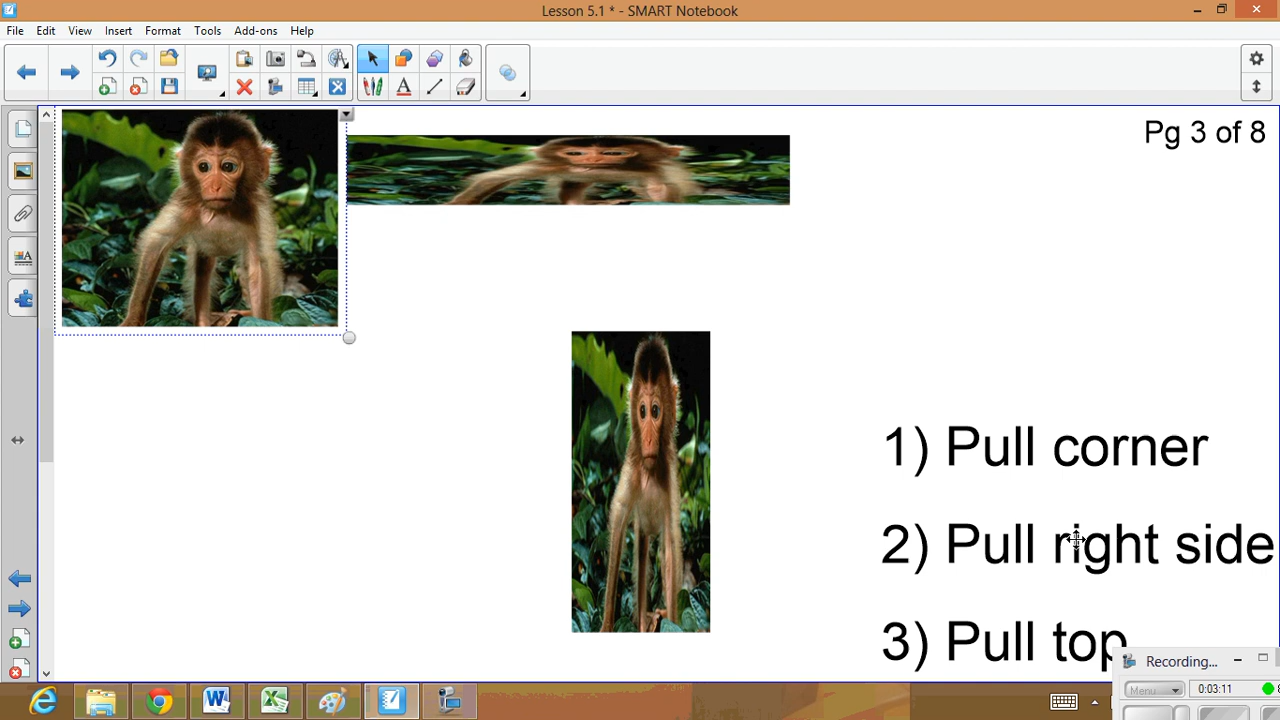 Lesson 5.1 * - SMART Notebook
File Edit View Insert Format Tools Add-ons Help
Pg 3 of 8
1) Pull corner
2) Pull right side
3) Pull top
Recording...
Menu 0:03:11